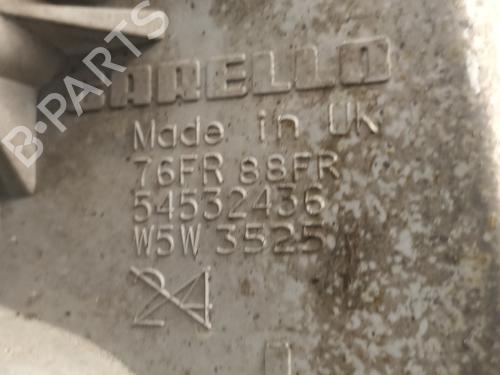 CARELLO
Made in UK
76FR 88FR
54532436
W5W 3525
24
B-PARTS